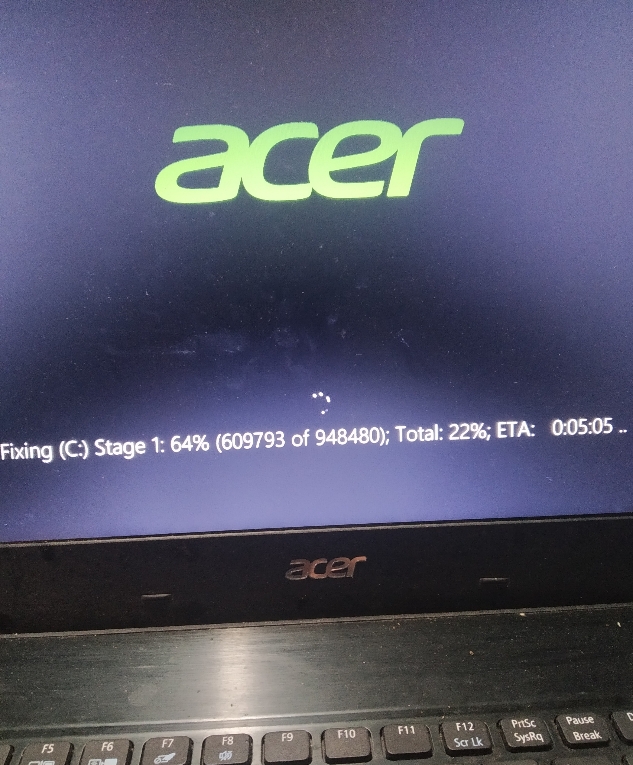 acer
Fixing (C:) Stage 1: 64% (609793 of 948480); Total: 22%; ETA:   0:05:05 ..
acer
F5 F6 F7 F8 F9 F10 F11 F12 PrtSc Pause
Scr Lk SysRq Break